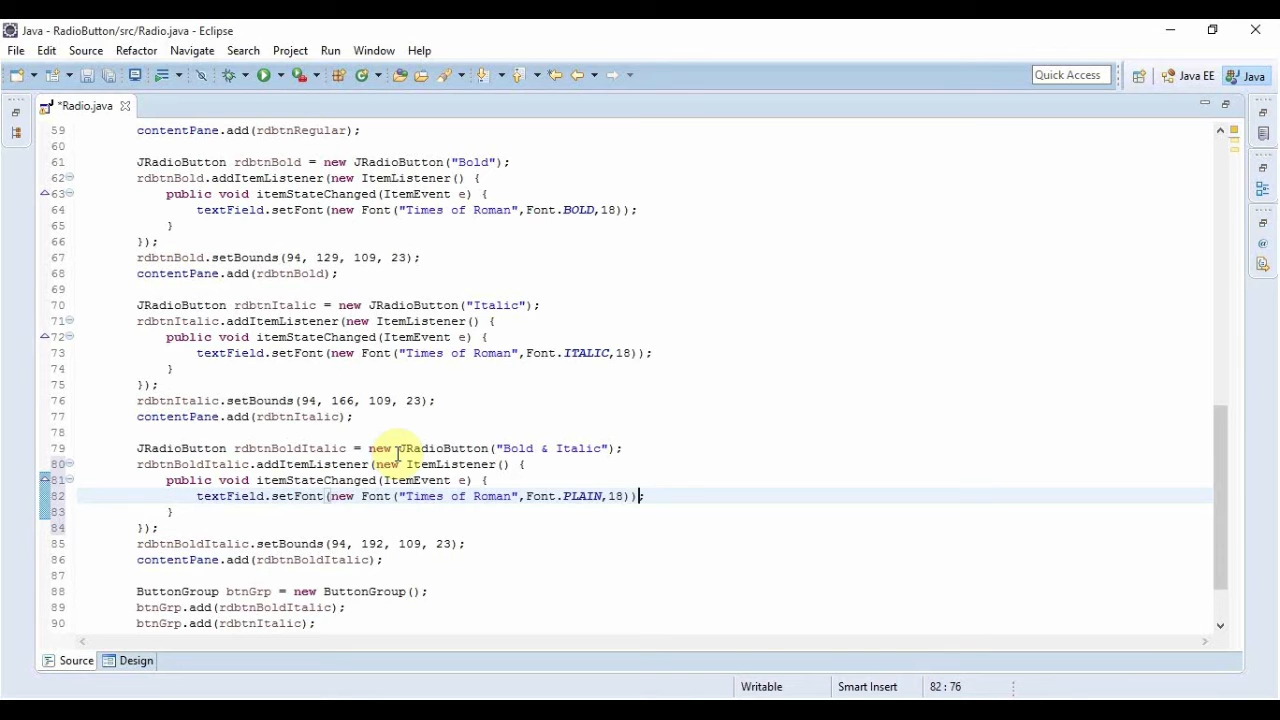 Java - RadioButton/src/Radio.java - Eclipse
File Edit Source Refactor Navigate Search Project Run Window Help
Quick Access Java EE Java
*Radio.java
59 contentPane.add(rdbtnRegular);
60
61 JRadioButton rdbtnBold = new JRadioButton("Bold");
62 rdbtnBold.addItemListener(new ItemListener() {
63 public void itemStateChanged(ItemEvent e) {
64 textField.setFont(new Font("Times of Roman",Font.BOLD,18));
65 }
66 });
67 rdbtnBold.setBounds(94, 129, 109, 23);
68 contentPane.add(rdbtnBold);
69
70 JRadioButton rdbtnItalic = new JRadioButton("Italic");
71 rdbtnItalic.addItemListener(new ItemListener() {
72 public void itemStateChanged(ItemEvent e) {
73 textField.setFont(new Font("Times of Roman",Font.ITALIC,18));
74 }
75 });
76 rdbtnItalic.setBounds(94, 166, 109, 23);
77 contentPane.add(rdbtnItalic);
78
79 JRadioButton rdbtnBoldItalic = new JRadioButton("Bold & Italic");
80 rdbtnBoldItalic.addItemListener(new ItemListener() {
81 public void itemStateChanged(ItemEvent e) {
82 textField.setFont(new Font("Times of Roman",Font.PLAIN,18));
83 }
84 });
85 rdbtnBoldItalic.setBounds(94, 192, 109, 23);
86 contentPane.add(rdbtnBoldItalic);
87
88 ButtonGroup btnGrp = new ButtonGroup();
89 btnGrp.add(rdbtnBoldItalic);
90 btnGrp.add(rdbtnItalic);
Source Design
Writable Smart Insert 82 : 76